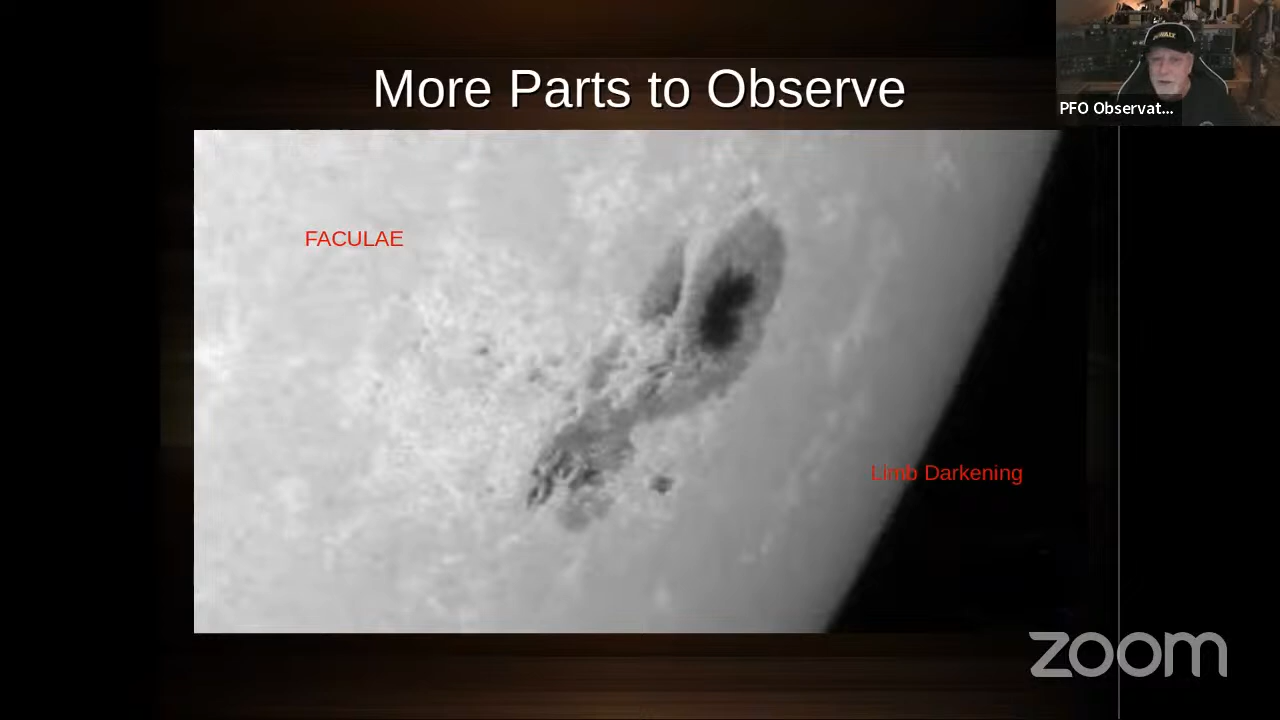 More Parts to Observe
PFO Observat...
FACULAE
Limb Darkening
zoom